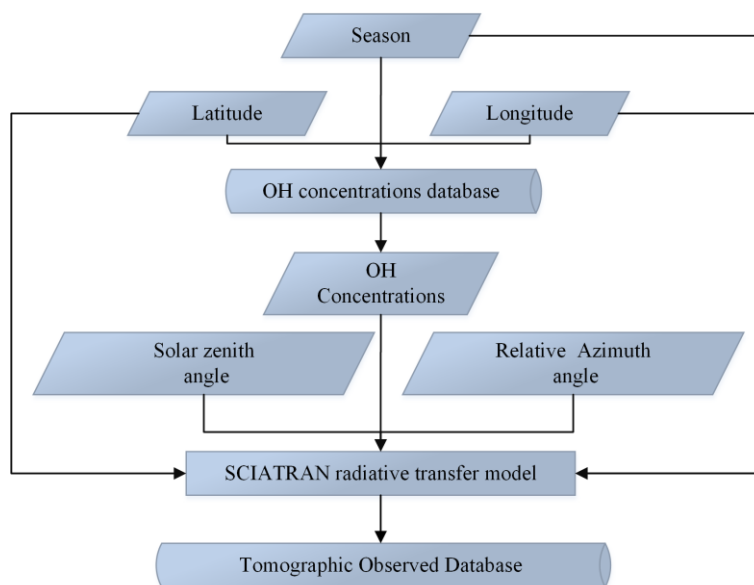 Season
Latitude
Longitude
OH concentrations database
OH
Concentrations
Solar zenith
angle
Relative Azimuth
angle
SCIATRAN radiative transfer model
Tomographic Observed Database